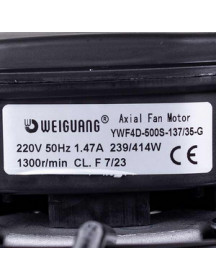 WEIGUANG® Axial Fan Motor
YWF4D-500S-137/35-G
220V 50Hz 1.47A 239/414W
1300r/min CL. F 7/23 CE